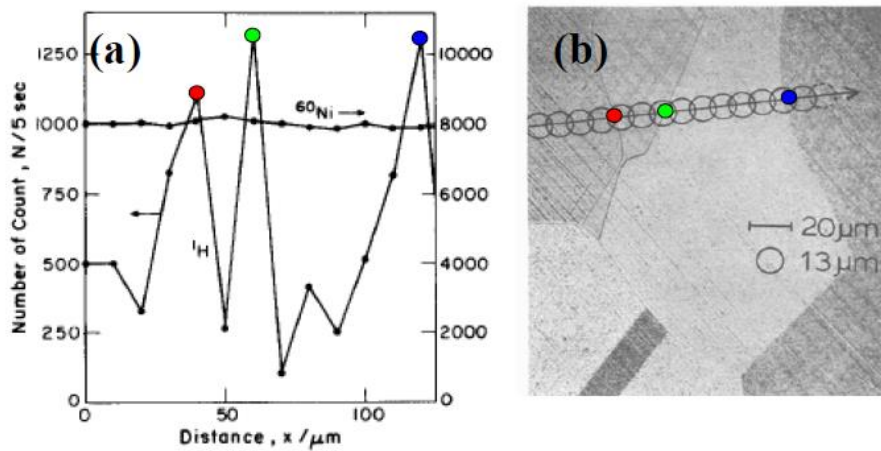 (a)
Number of Count, N/5 sec
1250
1000
750
500
250
0
10000
8000
6000
4000
2000
0
60Ni
1H
0
50
100
Distance, x/μm
(b)
20μm
13μm